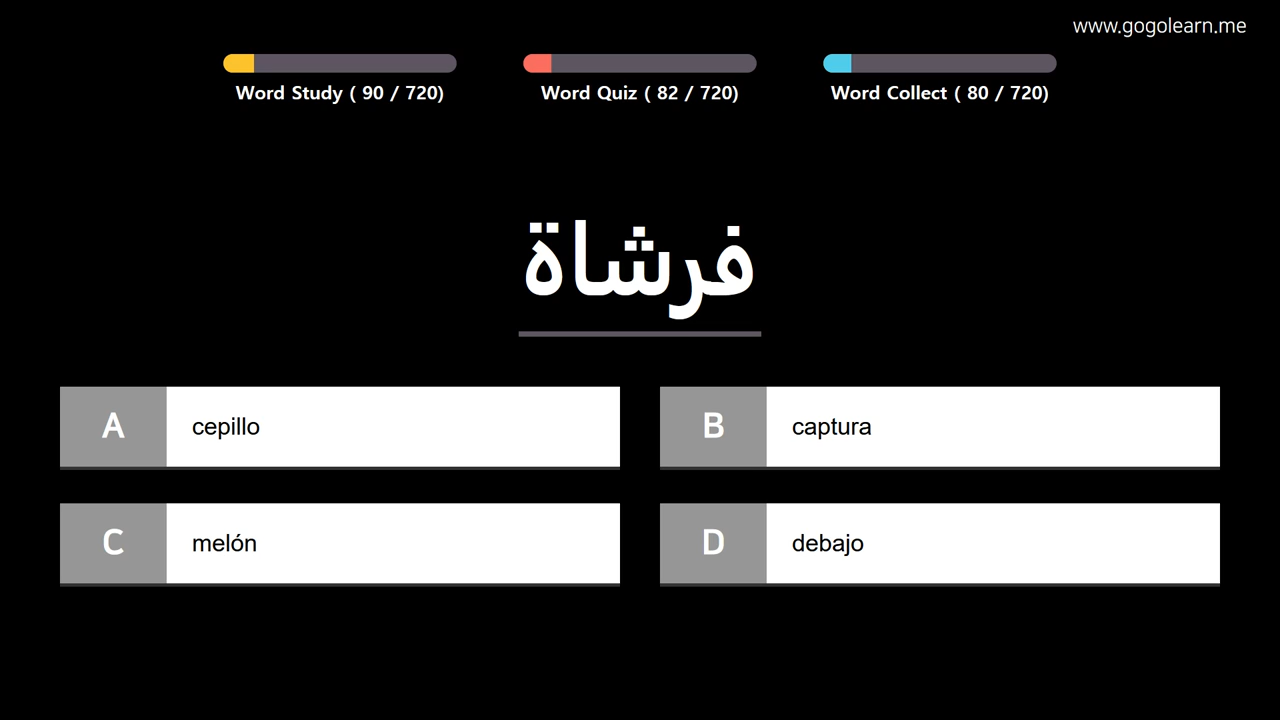 www.gogolearn.me
Word Study ( 90 / 720)
Word Quiz ( 82 / 720)
Word Collect ( 80 / 720)
فرشاة
A cepillo
B captura
C melón
D debajo